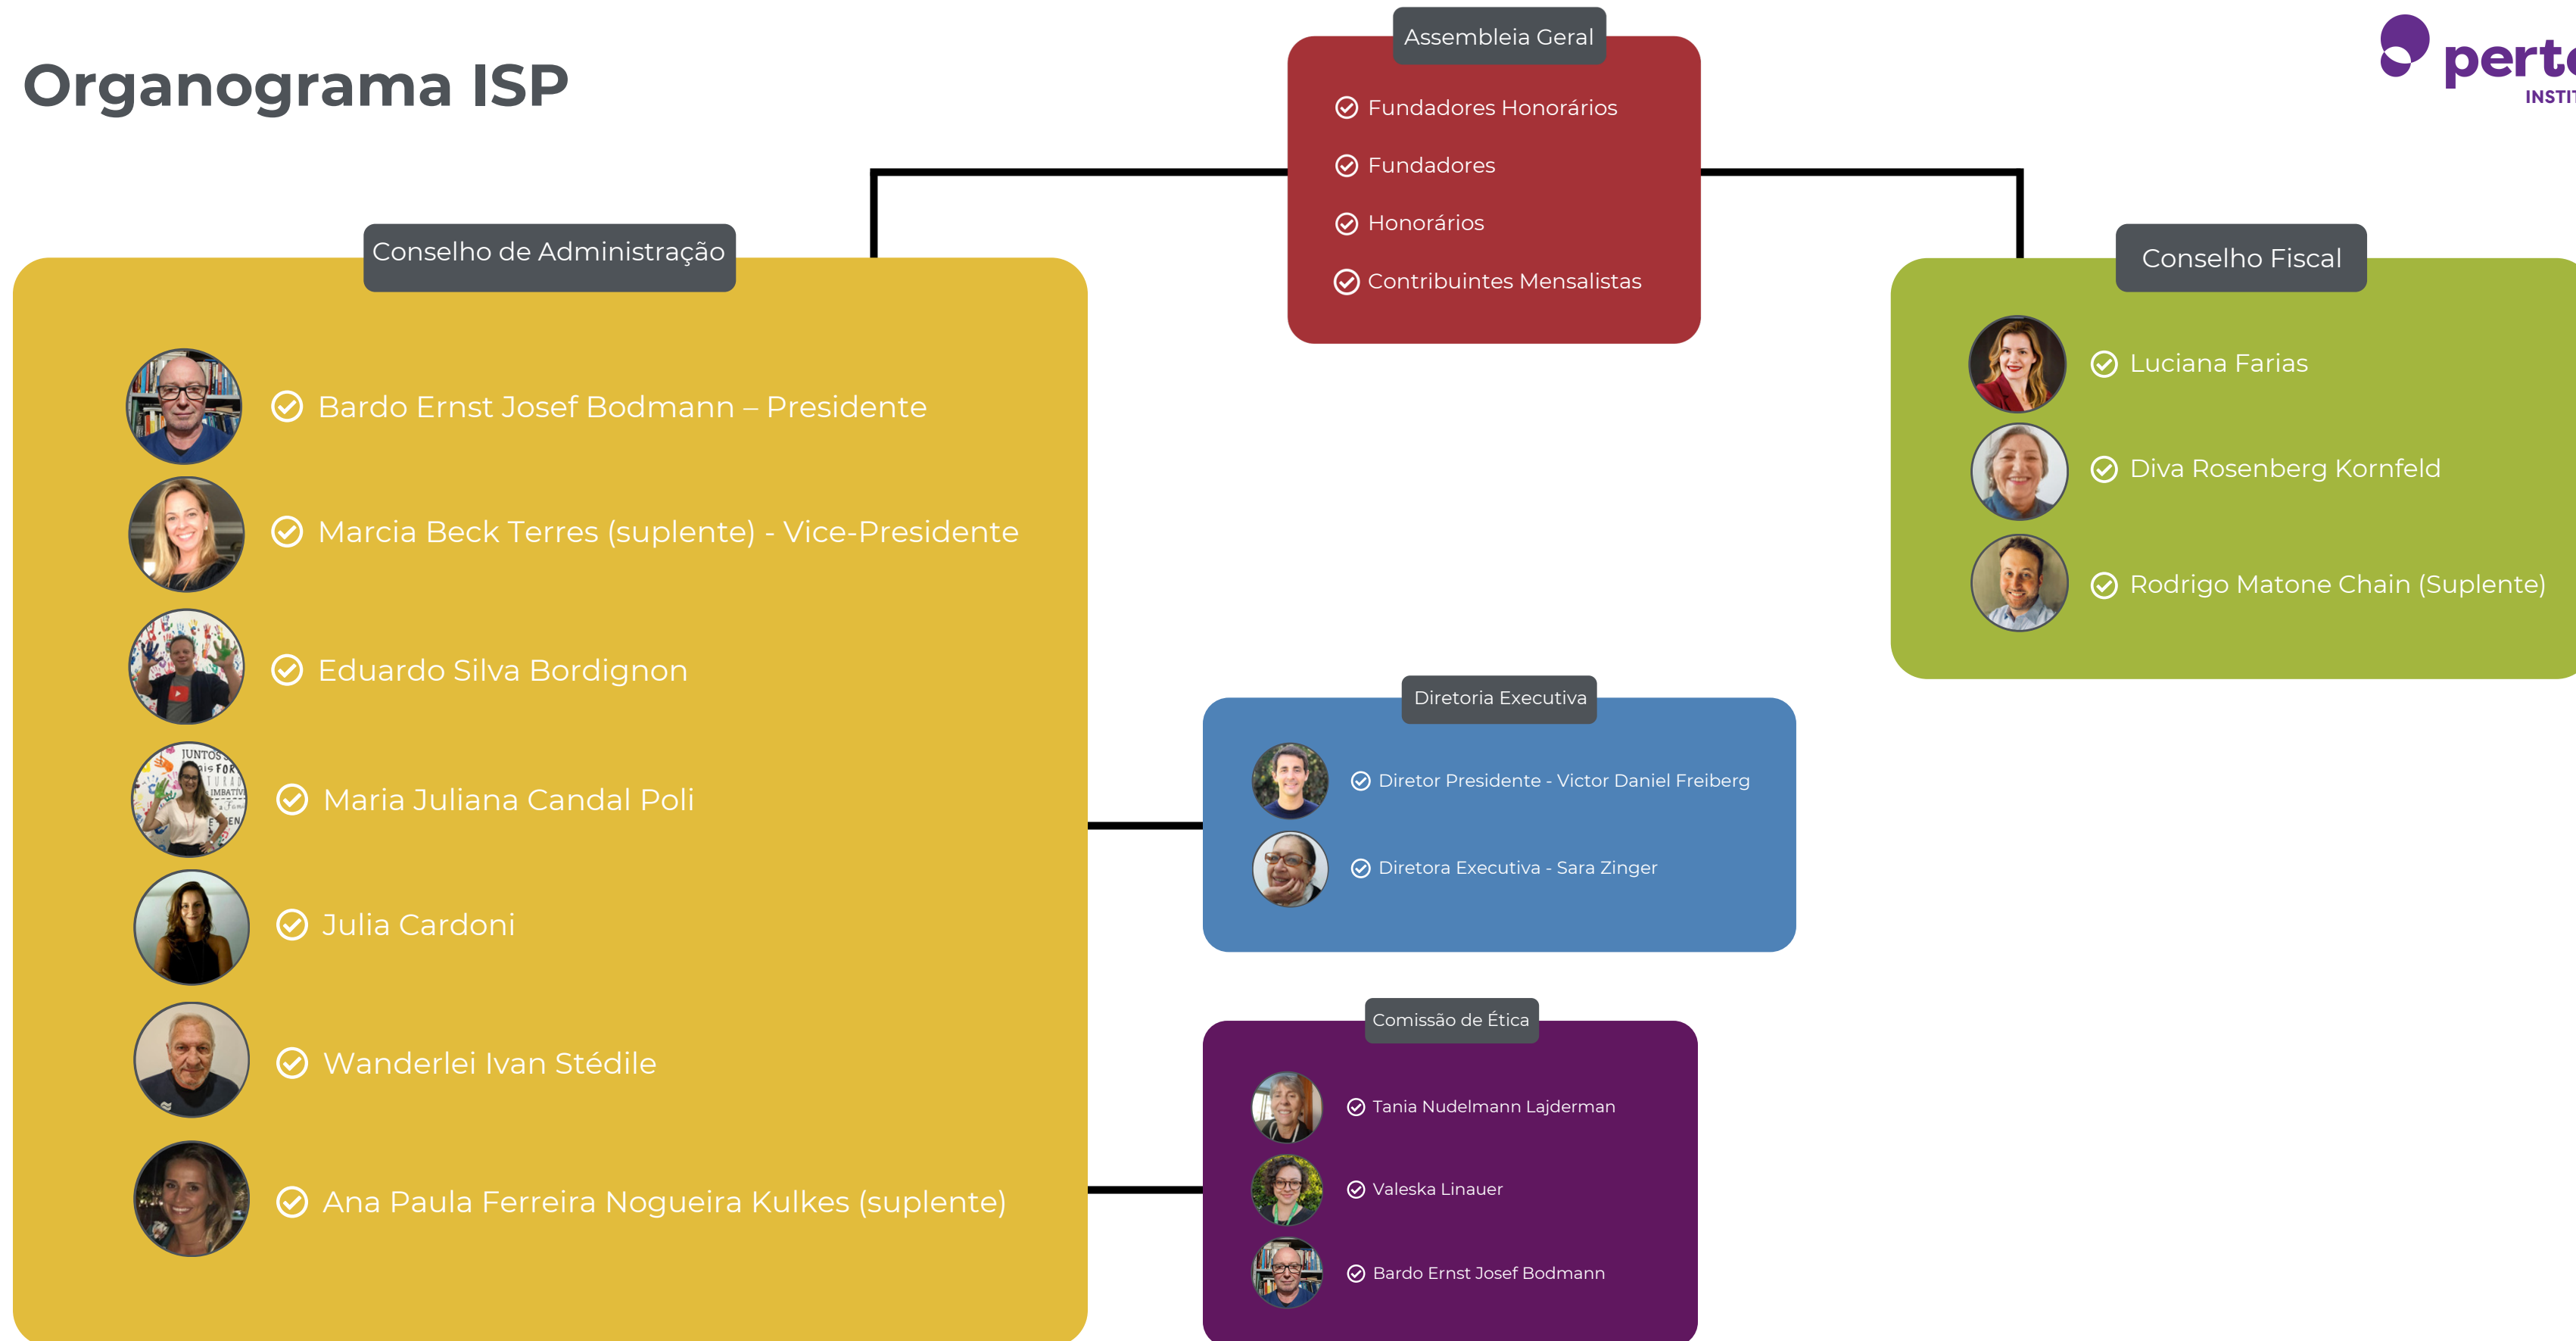 Organograma ISP
Assembleia Geral
Fundadores Honorários
Fundadores
Honorários
Contribuintes Mensalistas
Conselho de Administração
Bardo Ernst Josef Bodmann – Presidente
Marcia Beck Terres (suplente) - Vice-Presidente
Eduardo Silva Bordignon
Maria Juliana Candal Poli
Julia Cardoni
Wanderlei Ivan Stédile
Ana Paula Ferreira Nogueira Kulkes (suplente)
Conselho Fiscal
Luciana Farias
Diva Rosenberg Kornfeld
Rodrigo Matone Chain (Suplente)
Diretoria Executiva
Diretor Presidente - Victor Daniel Freiberg
Diretora Executiva - Sara Zinger
Comissão de Ética
Tania Nudelmann Lajderman
Valeska Linauer
Bardo Ernst Josef Bodmann
JUNTOS